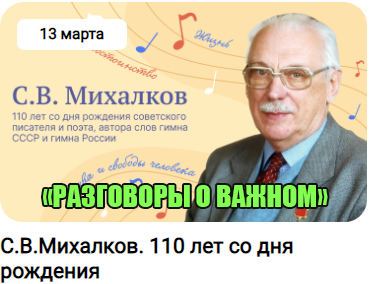 13 марта
Жизнь
достоинство
С.В. Михалков
110 лет со дня рождения советского
писателя и поэта, автора слов гимна
СССР и гимна России
и свободы человека
«РАЗГОВОРЫ О ВАЖНОМ»
С.В.Михалков. 110 лет со дня
рождения